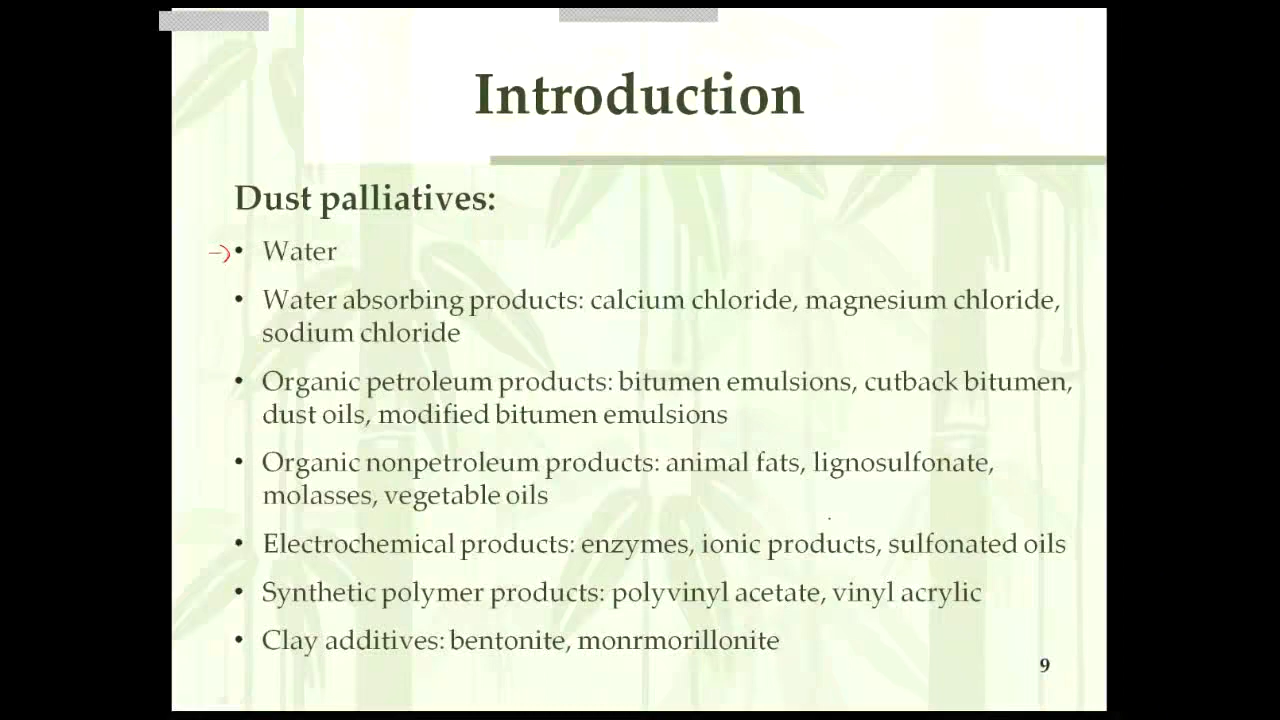 Introduction
Dust palliatives:
• Water
• Water absorbing products: calcium chloride, magnesium chloride,
sodium chloride
• Organic petroleum products: bitumen emulsions, cutback bitumen,
dust oils, modified bitumen emulsions
• Organic nonpetroleum products: animal fats, lignosulfonate,
molasses, vegetable oils
• Electrochemical products: enzymes, ionic products, sulfonated oils
• Synthetic polymer products: polyvinyl acetate, vinyl acrylic
• Clay additives: bentonite, monrmorillonite
9